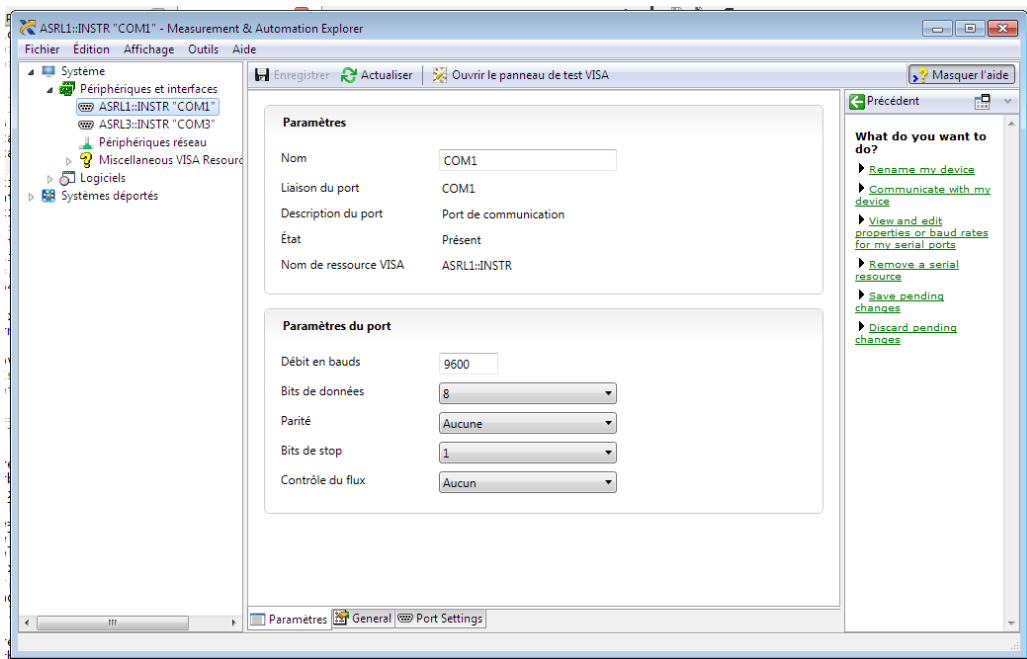 ASRL1::INSTR "COM1" - Measurement & Automation Explorer
Fichier Édition Affichage Outils Aide
Système
Périphériques et interfaces
ASRL1::INSTR "COM1"
ASRL3::INSTR "COM3"
Périphériques réseau
Miscellaneous VISA Resourc
Logiciels
Systèmes déportés
Enregistrer Actualiser Ouvrir le panneau de test VISA Masquer l'aide
Paramètres
Nom COM1
Liaison du port COM1
Description du port Port de communication
État Présent
Nom de ressource VISA ASRL1::INSTR
Paramètres du port
Débit en bauds 9600
Bits de données 8
Parité Aucune
Bits de stop 1
Contrôle du flux Aucun
Paramètres General Port Settings
Précédent
What do you want to
do?
Rename my device
Communicate with my
device
View and edit
properties or baud rates
for my serial ports
Remove a serial
resource
Save pending
changes
Discard pending
changes